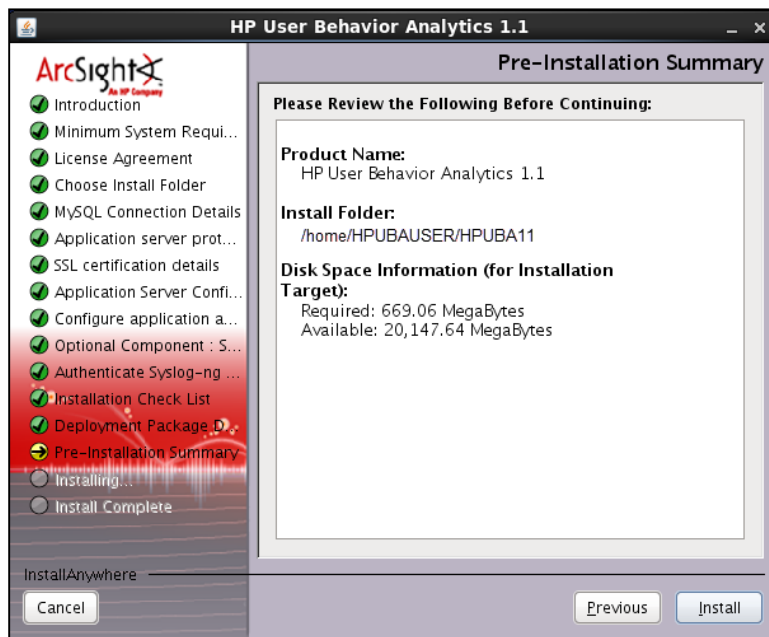 HP User Behavior Analytics 1.1
ArcSight
An HP Company
Introduction
Minimum System Requi...
License Agreement
Choose Install Folder
MySQL Connection Details
Application server prot...
SSL certification details
Application Server Confi...
Configure application a...
Optional Component : S...
Authenticate Syslog-ng ...
Installation Check List
Deployment Package D...
Pre-Installation Summary
Installing...
Install Complete
Pre-Installation Summary
Please Review the Following Before Continuing:
Product Name:
HP User Behavior Analytics 1.1
Install Folder:
/home/HPUBAUSER/HPUBA11
Disk Space Information (for Installation
Target):
Required: 669.06 MegaBytes
Available: 20,147.64 MegaBytes
InstallAnywhere
Cancel
Previous
Install